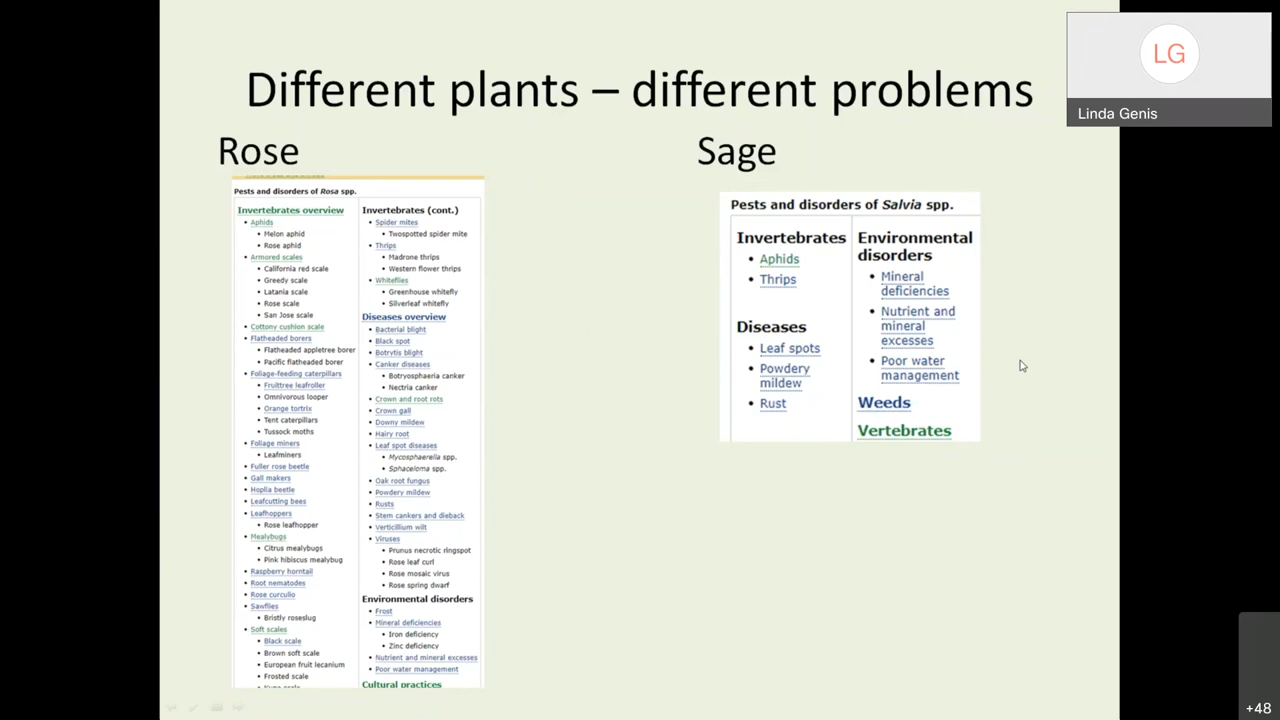 Different plants – different problems
LG
Linda Genis
Rose
Sage
Pests and disorders of Rosa spp.
Invertebrates overview
Aphids
Melon aphid
Rose aphid
Armored scales
California red scale
Greedy scale
Latania scale
Rose scale
San Jose scale
Cottony cushion scale
Flatheaded borers
Flatheaded appletree borer
Pacific flatheaded borer
Foliage-feeding caterpillars
Fruittree leafroller
Omnivorous looper
Orange tortrix
Tent caterpillars
Tussock moths
Foliage miners
Leafminers
Fuller rose beetle
Gall makers
Hoplia beetle
Leafcutting bees
Leafhoppers
Rose leafhopper
Mealybugs
Citrus mealybugs
Pink hibiscus mealybug
Raspberry horntail
Root nematodes
Rose curculio
Sawflies
Bristly roseslug
Soft scales
Black scale
Brown soft scale
European fruit lecanium
Frosted scale
Invertebrates (cont.)
Spider mites
Twospotted spider mite
Thrips
Madrone thrips
Western flower thrips
Whiteflies
Greenhouse whitefly
Silverleaf whitefly
Diseases overview
Bacterial blight
Black spot
Botrytis blight
Canker diseases
Botryosphaeria canker
Nectria canker
Crown and root rots
Crown gall
Downy mildew
Hairy root
Leaf spot diseases
Mycosphaerella spp.
Sphaceloma spp.
Oak root fungus
Powdery mildew
Rusts
Stem cankers and dieback
Verticillium wilt
Viruses
Prunus necrotic ringspot
Rose leaf curl
Rose mosaic virus
Rose spring dwarf
Environmental disorders
Frost
Mineral deficiencies
Iron deficiency
Zinc deficiency
Nutrient and mineral excesses
Poor water management
Cultural practices
Pests and disorders of Salvia spp.
Invertebrates
Aphids
Thrips
Diseases
Leaf spots
Powdery
mildew
Rust
Environmental
disorders
Mineral
deficiencies
Nutrient and
mineral
excesses
Poor water
management
Weeds
Vertebrates
+48